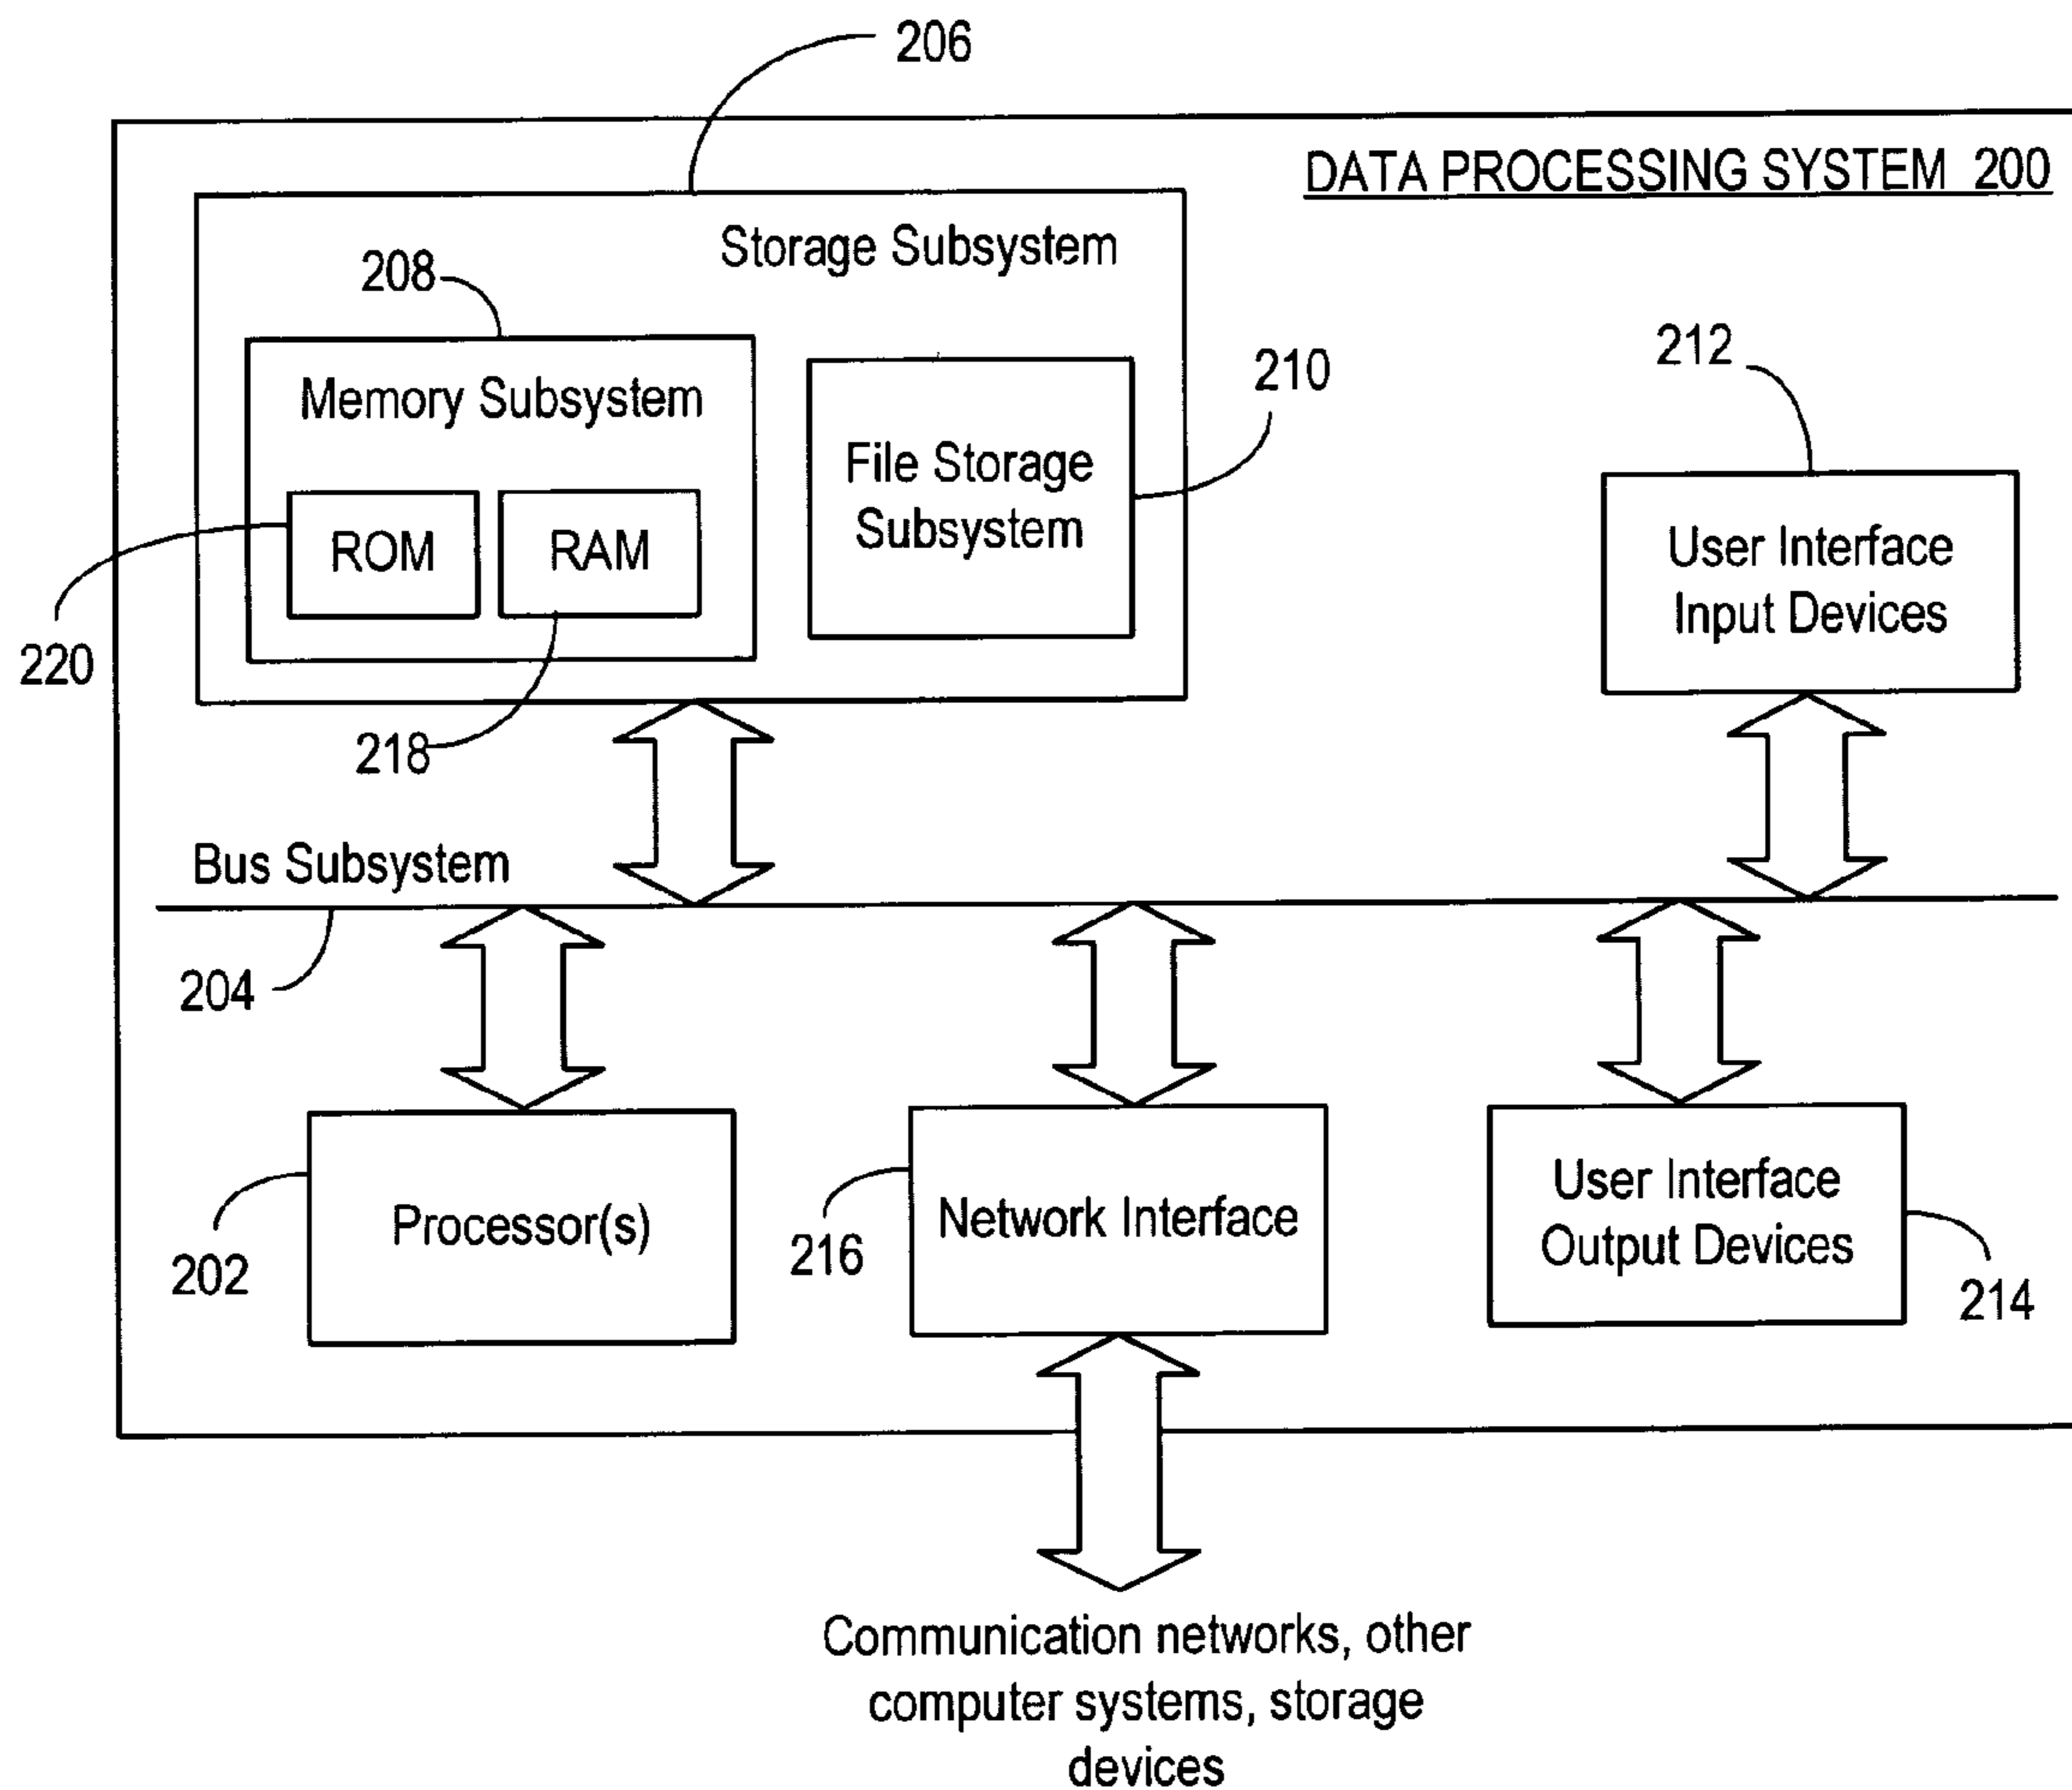 206
DATA PROCESSING SYSTEM 200
Storage Subsystem
208
Memory Subsystem
210
File Storage
Subsystem
212
ROM
RAM
User Interface
Input Devices
220
218
Bus Subsystem
204
Processor(s)
202
Network Interface
216
User Interface
Output Devices
214
Communication networks, other
computer systems, storage
devices